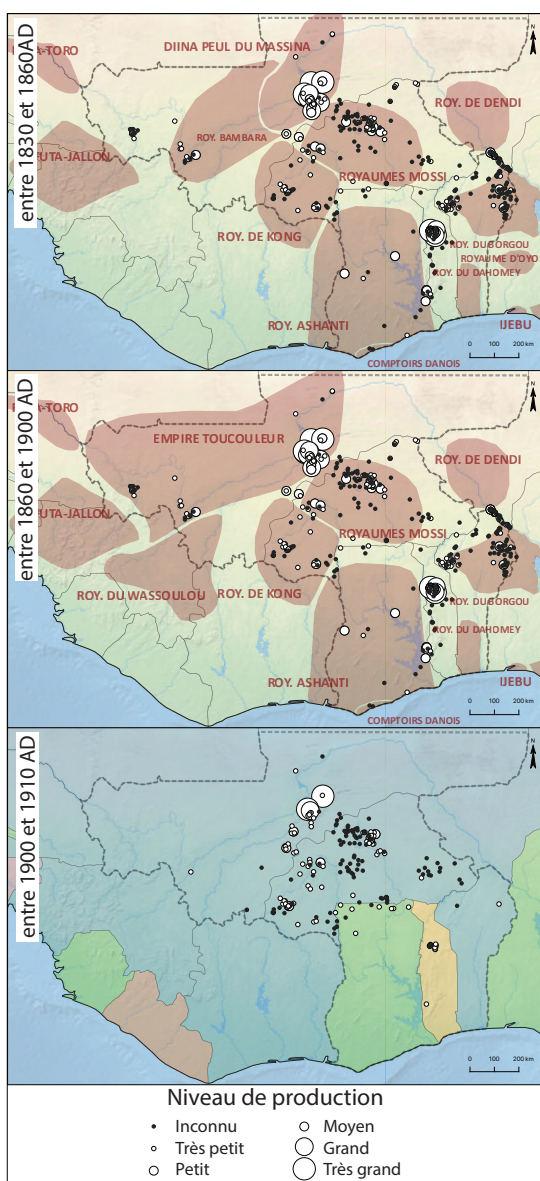 entre 1830 et 1860AD
DIINA PEUL DU MASSINA
A-TORO
N
ROY. DE DENDI
ROY. BAMBARA
EUTA-JALLON
ROYAUMES MOSSI
ROY. DE KONG
ROY. DU BORGOU
ROYAUME D'OYO
ROY. DU DAHOMEY
ROY. ASHANTI
IJEBU
COMPTOIRS DANOIS
0 100 200 km
entre 1860 et 1900 AD
A-TORO
N
EMPIRE TOUCOULEUR
ROY. DE DENDI
EUTA-JALLON
ROYAUMES MOSSI
ROY. DU WASSOULOU
ROY. DE KONG
ROY. DU BORGOU
ROY. DU DAHOMEY
ROY. ASHANTI
IJEBU
COMPTOIRS DANOIS
0 100 200 km
entre 1900 et 1910 AD
N
0 100 200 km
Niveau de production
Inconnu
Très petit
Petit
Moyen
Grand
Très grand